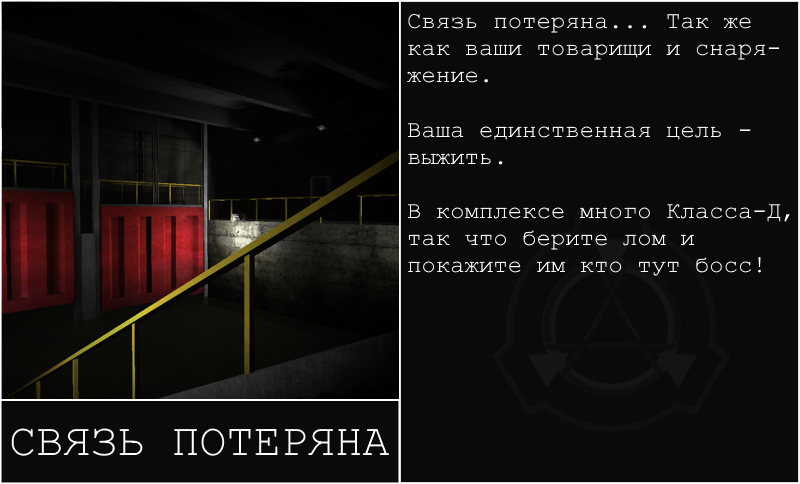 Связь потеряна... Так же
как ваши товарищи и снаря-
жение.
Ваша единственная цель -
выжить.
В комплексе много Класса-Д,
так что берите лом и
покажите им кто тут босс!
СВЯЗЬ ПОТЕРЯНА